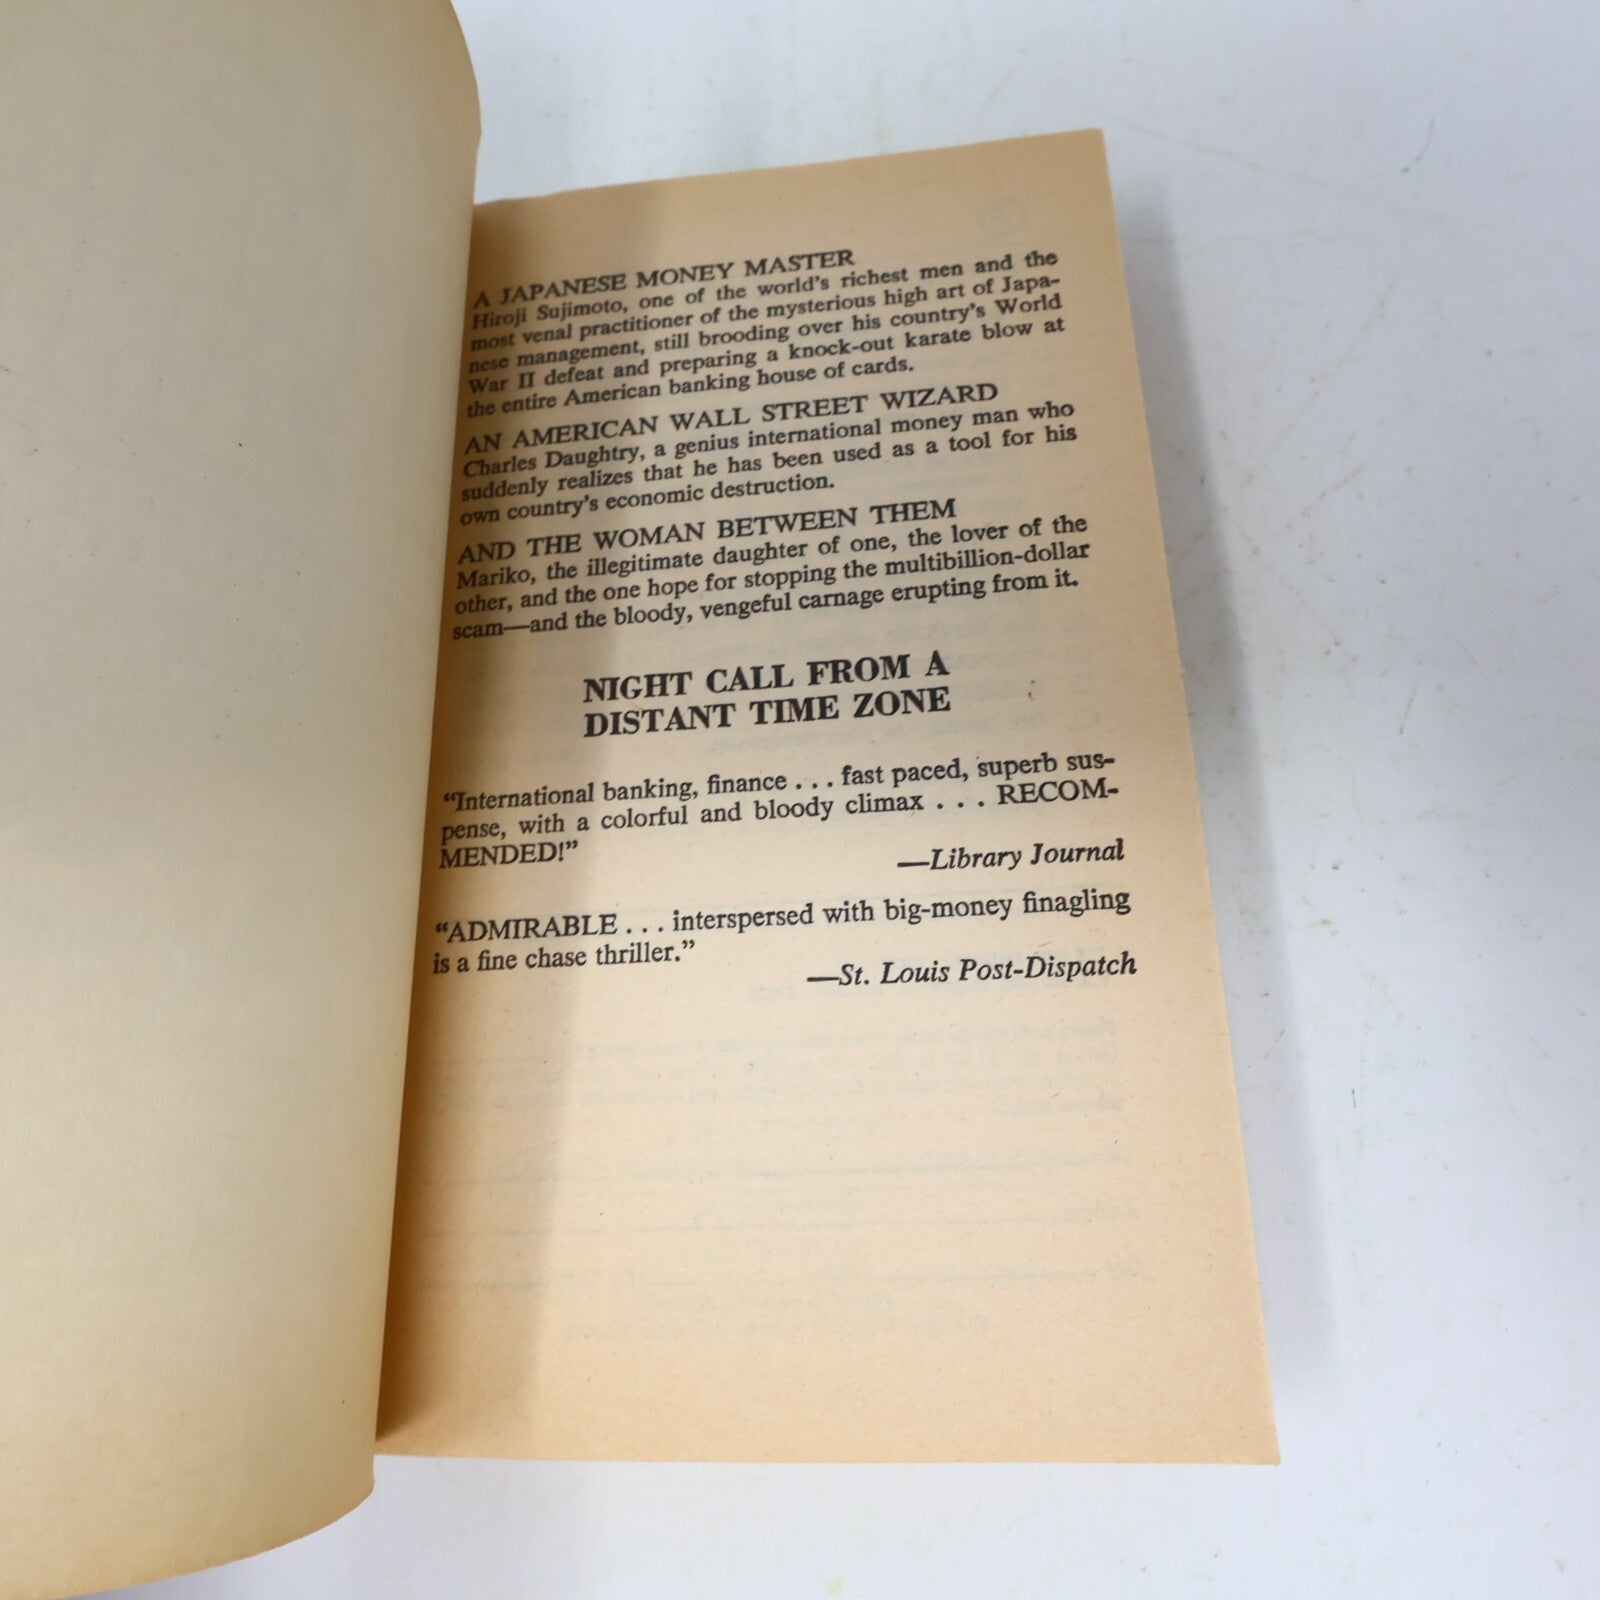 A JAPANESE MONEY MASTER
Hiroji Sujimoto, one of the world's richest men and the
most venal practitioner of the mysterious high art of Japa-
nese management, still brooding over his country's World
War II defeat and preparing a knock-out karate blow at
the entire American banking house of cards.
AN AMERICAN WALL STREET WIZARD
Charles Daughtry, a genius international money man who
suddenly realizes that he has been used as a tool for his
own country's economic destruction.
AND THE WOMAN BETWEEN THEM
Mariko, the illegitimate daughter of one, the lover of the
other, and the one hope for stopping the multibillion-dollar
scam—and the bloody, vengeful carnage erupting from it.
NIGHT CALL FROM A
DISTANT TIME ZONE
“International banking, finance . . . fast paced, superb sus-
pense, with a colorful and bloody climax . . . RECOM-
MENDED!”
—Library Journal
“ADMIRABLE . . . interspersed with big-money finagling
is a fine chase thriller.”
—St. Louis Post-Dispatch